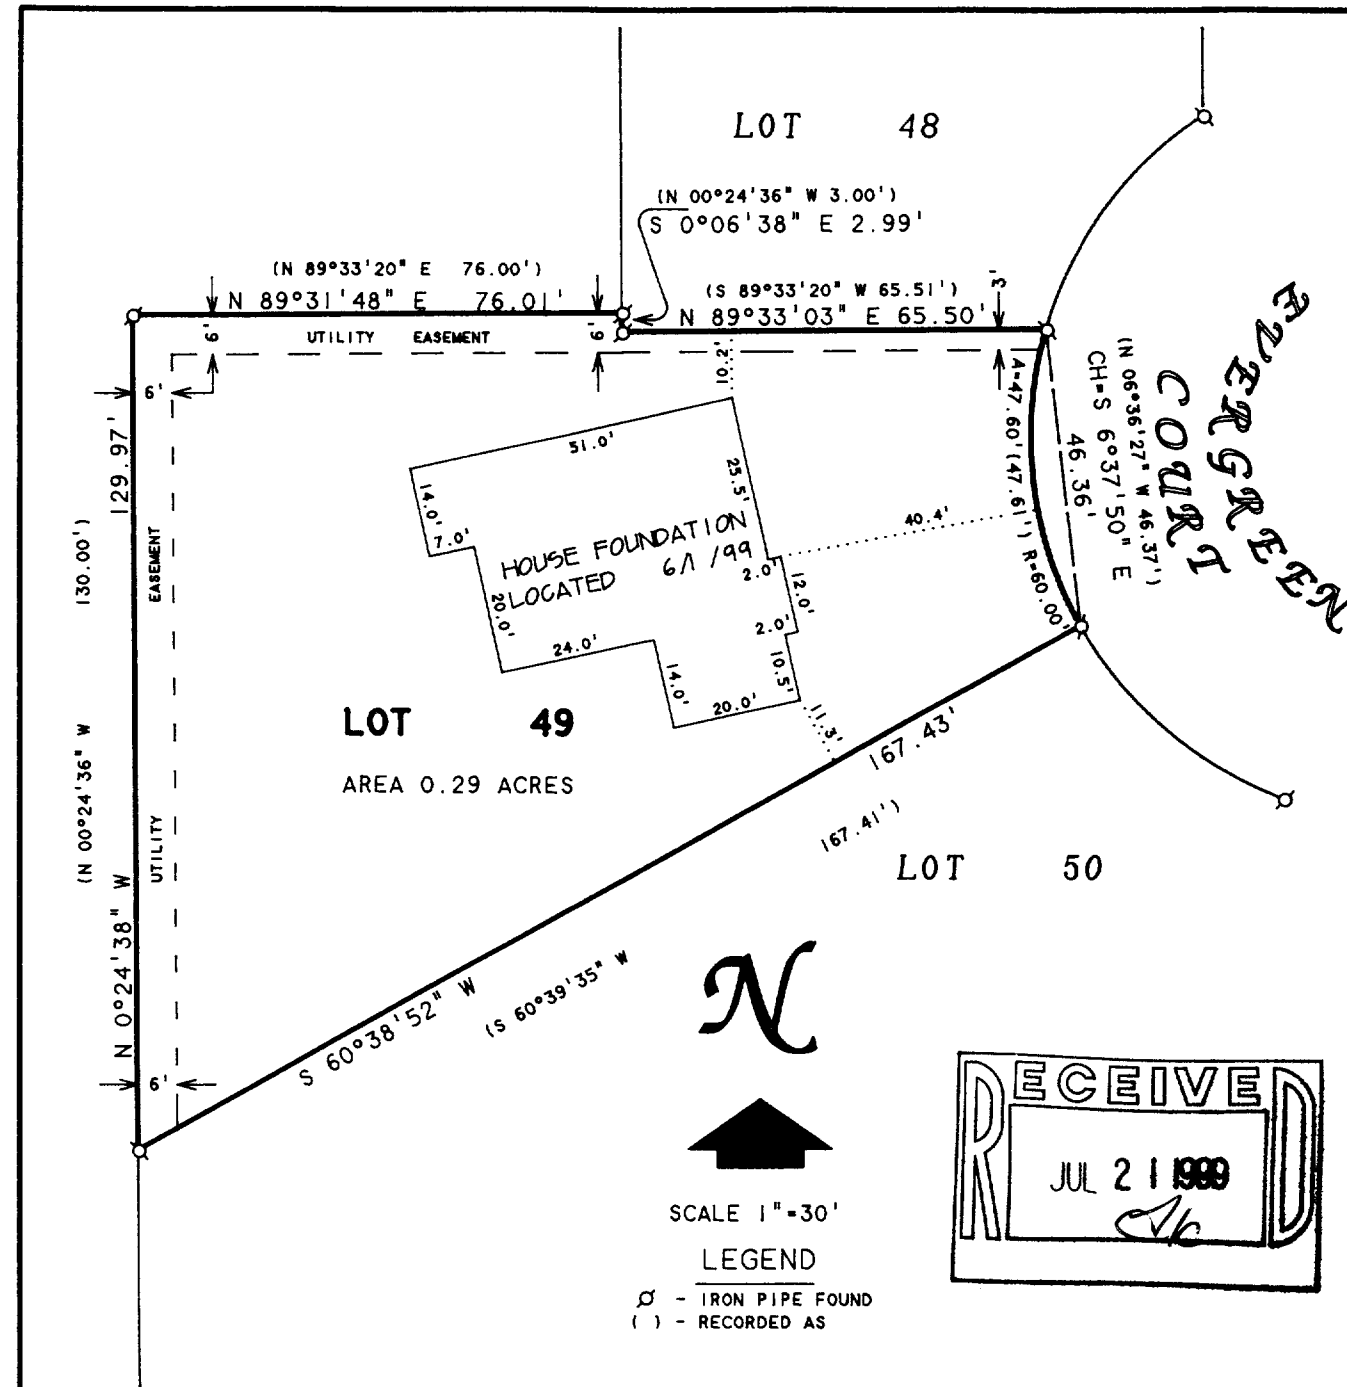 LOT 48
(N 00°24'36" W 3.00')
S 0°06'38" E 2.99'
(N 89°33'20" E 76.00')
N 89°31'48" E 76.01'
(S 89°33'20" W 65.51')
N 89°33'03" E 65.50'
3'
6'
UTILITY EASEMENT
6'
6'
10.2'
EVERGREEN
COURT
(N 06°36'27" W 46.37')
CH=S 6°37'50" E
46.36'
A=47.60' (47.61') R=60.00'
129.97'
N 0°24'38" W
(N 00°24'36" W 130.00')
UTILITY EASEMENT
51.0'
14.0'
7.0'
25.5'
40.4'
HOUSE FOUNDATION
LOCATED 6/1/99
2.0'
12.0'
20.0'
2.0'
24.0'
10.5'
14.0'
20.0'
11.3'
LOT 49
AREA 0.29 ACRES
S 60°38'52" W 167.43'
(S 60°39'35" W 167.41')
LOT 50
6'
N
SCALE 1"=30'
LEGEND
- IRON PIPE FOUND
( ) - RECORDED AS
RECEIVED
JUL 21 1999